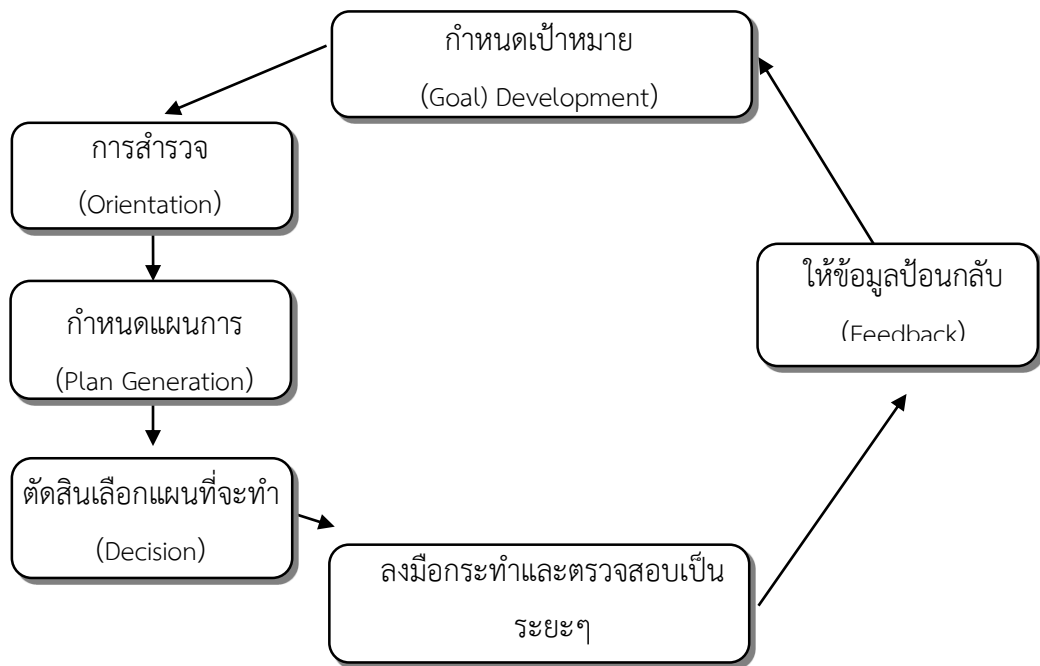 กำหนดเป้าหมาย
(Goal) Development)
การสำรวจ
(Orientation)
กำหนดแผนการ
(Plan Generation)
ตัดสินเลือกแผนที่จะทำ
(Decision)
ลงมือกระทำและตรวจสอบเป็น
ระยะๆ
ให้ข้อมูลป้อนกลับ
(Feedback)